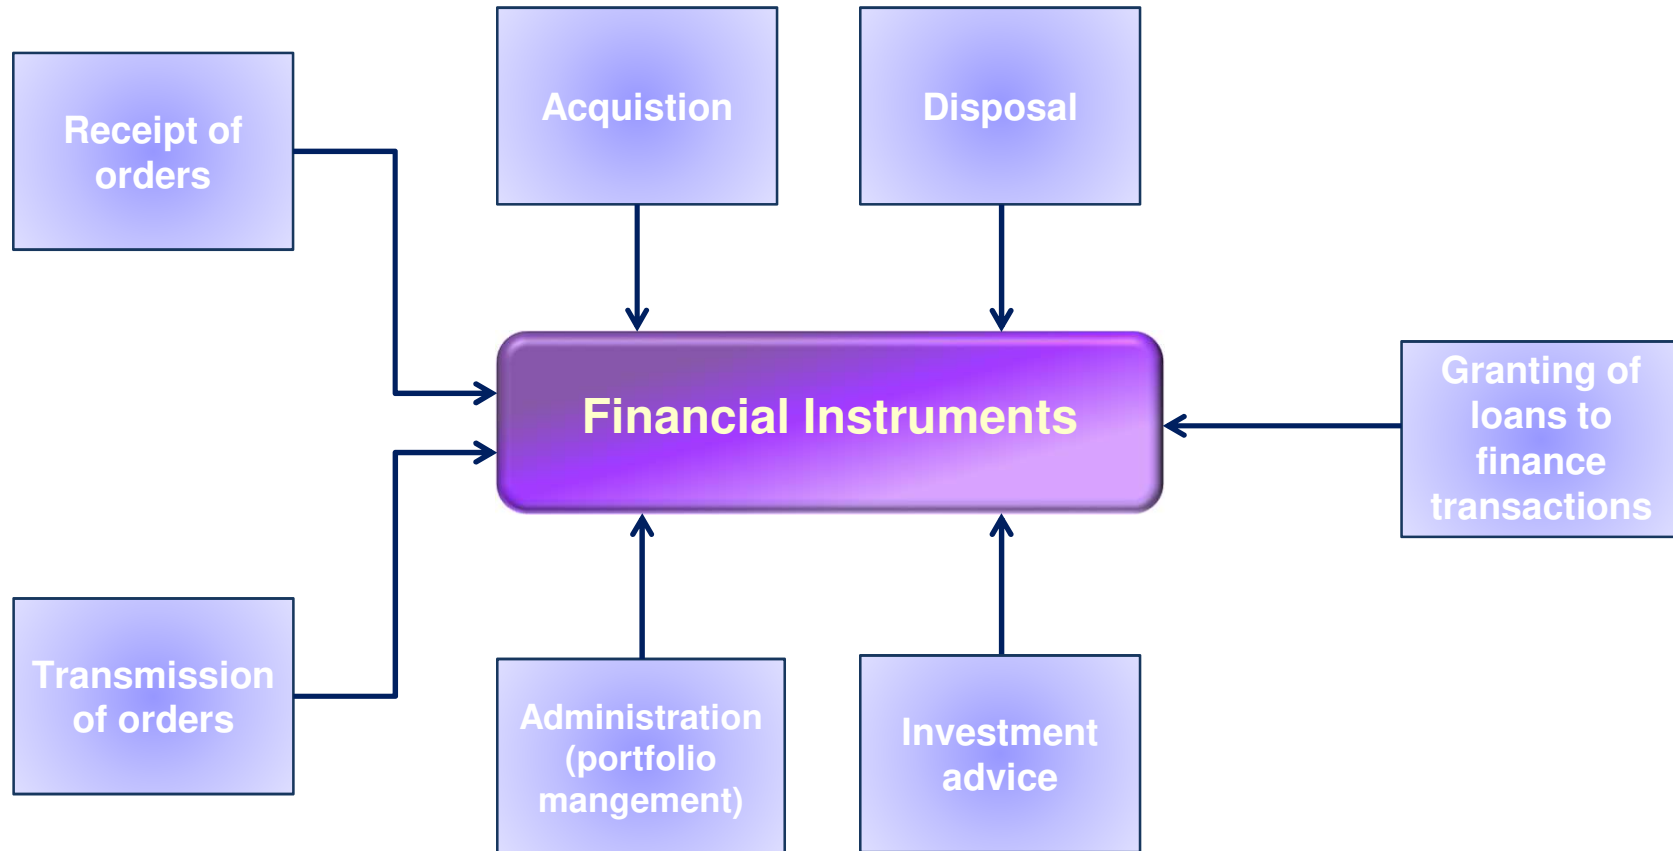 Receipt of
orders
Acquistion
Disposal
Financial Instruments
Granting of
loans to
finance
transactions
Transmission
of orders
Administration
(portfolio
mangement)
Investment
advice